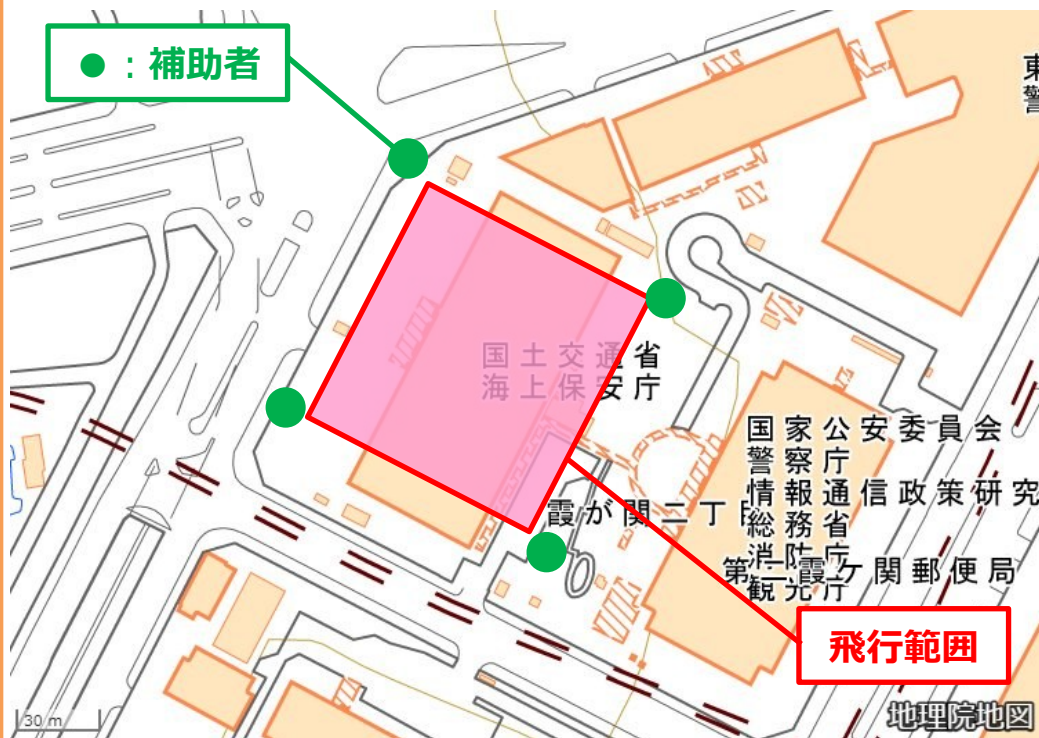 ●：補助者
東
警
国土交通省
海上保安庁
国家公安委員会
警察庁
情報通信政策研究
総務省
消防庁
観光庁
霞が関二丁目
第二霞ケ関郵便局
飛行範囲
30 m
地理院地図